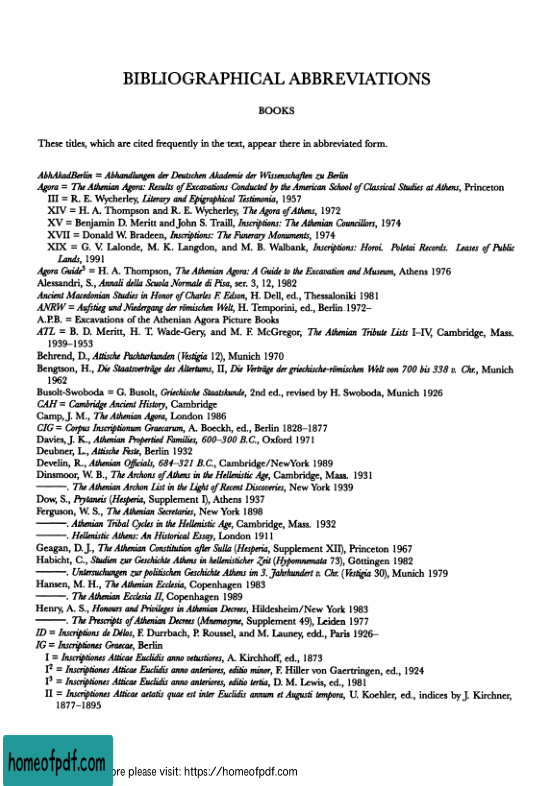 BIBLIOGRAPHICAL ABBREVIATIONS
BOOKS
These titles, which are cited frequently in the text, appear there in abbreviated form.
AbhAkadBerlin = Abhandlungen der Deutschen Akademie der Wissenschaften zu Berlin
Agora = The Athenian Agora: Results of Excavations Conducted by the American School of Classical Studies at Athens, Princeton
III = R. E. Wycherley, Literary and Epigraphical Testimonia, 1957
XIV = H. A. Thompson and R. E. Wycherley, The Agora of Athens, 1972
XV = Benjamin D. Meritt and John S. Traill, Inscriptions: The Athenian Councillors, 1974
XVII = Donald W. Bradeen, Inscriptions: The Funerary Monuments, 1974
XIX = G. V. Lalonde, M. K. Langdon, and M. B. Walbank, Inscriptions: Horoi. Poletai Records. Leases of Public
Lands, 1991
Agora Guide³ = H. A. Thompson, The Athenian Agora: A Guide to the Excavation and Museum, Athens 1976
Alessandri, S., Annali della Scuola Normale di Pisa, ser. 3, 12, 1982
Ancient Macedonian Studies in Honor of Charles F. Edson, H. Dell, ed., Thessaloniki 1981
ANRW = Aufstieg und Niedergang der römischen Welt, H. Temporini, ed., Berlin 1972–
A.P.B. = Excavations of the Athenian Agora Picture Books
ATL = B. D. Meritt, H. T. Wade-Gery, and M. F. McGregor, The Athenian Tribute Lists I–IV, Cambridge, Mass.
1939–1953
Behrend, D., Attische Pachturkunden (Vestigia 12), Munich 1970
Bengtson, H., Die Staatsverträge des Altertums, II, Die Verträge der griechische-römischen Welt von 700 bis 338 v. Chr., Munich
1962
Busolt-Swoboda = G. Busolt, Griechische Staatskunde, 2nd ed., revised by H. Swoboda, Munich 1926
CAH = Cambridge Ancient History, Cambridge
Camp, J. M., The Athenian Agora, London 1986
CIG = Corpus Inscriptionum Graecarum, A. Boeckh, ed., Berlin 1828–1877
Davies, J. K., Athenian Propertied Families, 600–300 B.C., Oxford 1971
Deubner, L., Attische Feste, Berlin 1932
Develin, R., Athenian Officials, 684–321 B.C., Cambridge/NewYork 1989
Dinsmoor, W. B., The Archons of Athens in the Hellenistic Age, Cambridge, Mass. 1931
———. The Athenian Archon List in the Light of Recent Discoveries, New York 1939
Dow, S., Prytaneis (Hesperia, Supplement I), Athens 1937
Ferguson, W. S., The Athenian Secretaries, New York 1898
———. Athenian Tribal Cycles in the Hellenistic Age, Cambridge, Mass. 1932
———. Hellenistic Athens: An Historical Essay, London 1911
Geagan, D. J., The Athenian Constitution after Sulla (Hesperia, Supplement XII), Princeton 1967
Habicht, C., Studien zur Geschichte Athens in hellenistischer Zeit (Hypomnemata 73), Göttingen 1982
———. Untersuchungen zur politischen Geschichte Athens im 3. Jahrhundert v. Chr. (Vestigia 30), Munich 1979
Hansen, M. H., The Athenian Ecclesia, Copenhagen 1983
———. The Athenian Ecclesia II, Copenhagen 1989
Henry, A. S., Honours and Privileges in Athenian Decrees, Hildesheim/New York 1983
———. The Prescripts of Athenian Decrees (Mnemosyne, Supplement 49), Leiden 1977
ID = Inscriptions de Délos, F. Durrbach, P. Roussel, and M. Launey, edd., Paris 1926–
IG = Inscriptiones Graecae, Berlin
I = Inscriptiones Atticae Euclidis anno vetustiores, A. Kirchhoff, ed., 1873
I² = Inscriptiones Atticae Euclidis anno anteriores, editio minor, F. Hiller von Gaertringen, ed., 1924
I³ = Inscriptiones Atticae Euclidis anno anteriores, editio tertia, D. M. Lewis, ed., 1981
II = Inscriptiones Atticae aetatis quae est inter Euclidis annum et Augusti tempora, U. Koehler, ed., indices by J. Kirchner,
1877–1895
homeofpdf.com
ore please visit: https://homeofpdf.com